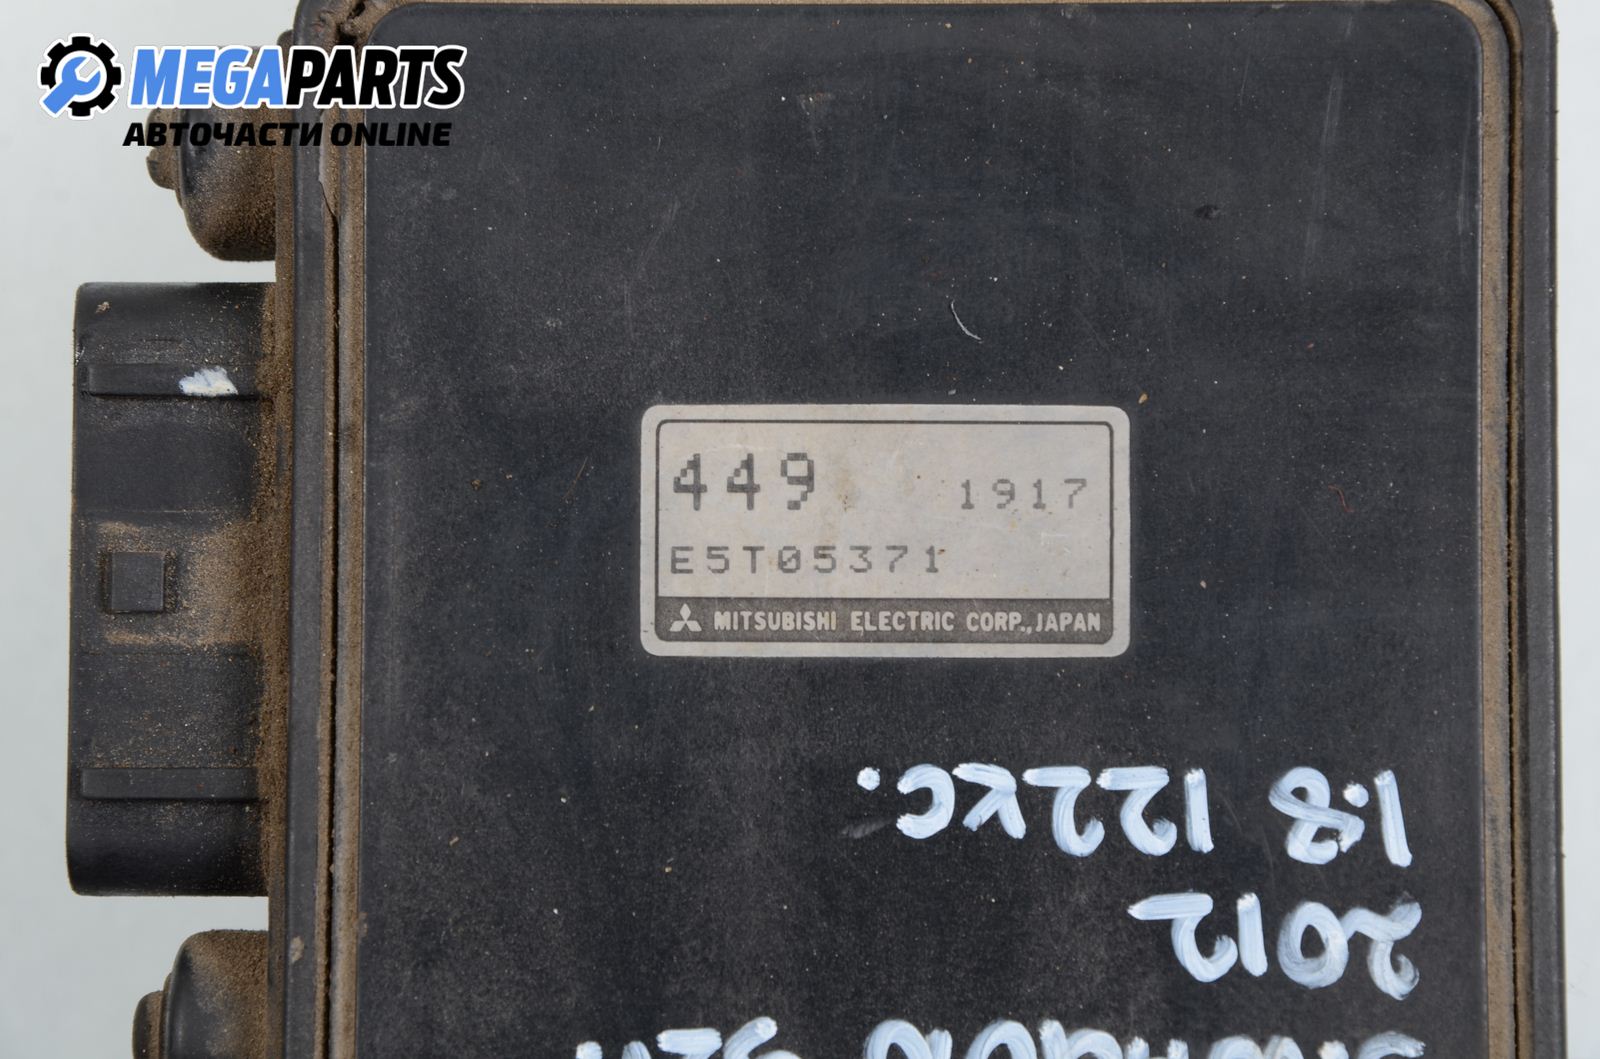 MEGAPARTS
АВТОЧАСТИ ONLINE
449 1917
E5T05371
MITSUBISHI ELECTRIC CORP., JAPAN
2012
1.8 122кс.